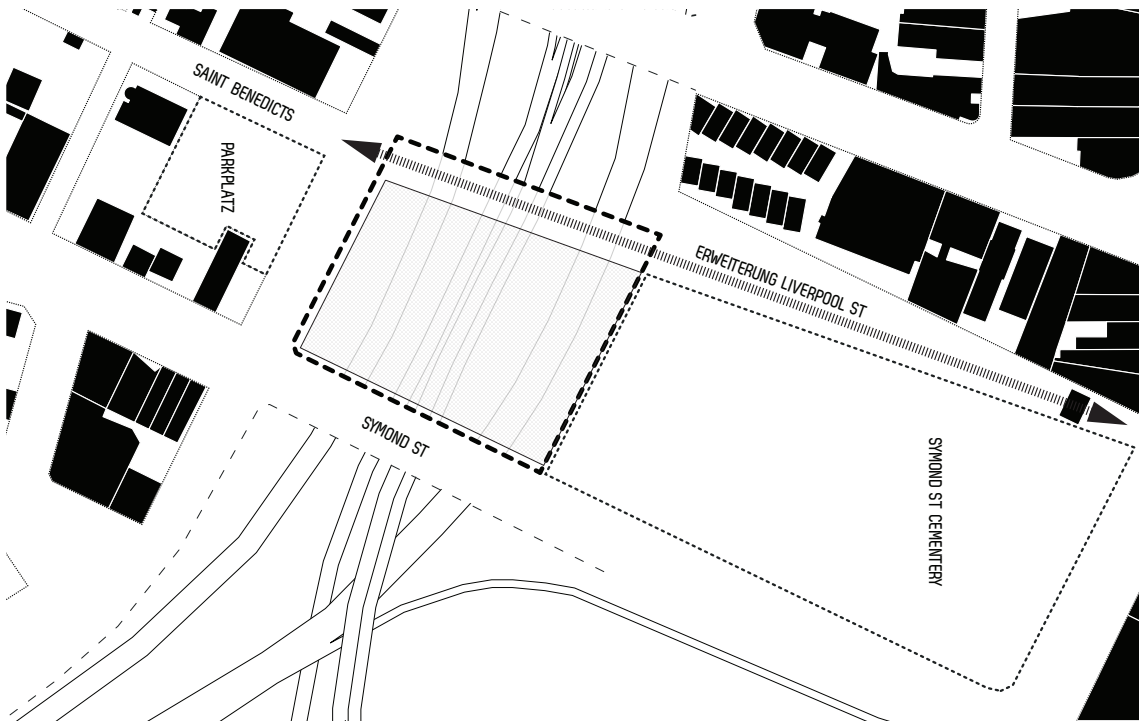 SAINT BENEDICTS
PARKPLATZ
ERWEITERUNG LIVERPOOL ST
SYMOND ST
SYMOND ST CEMENTERY